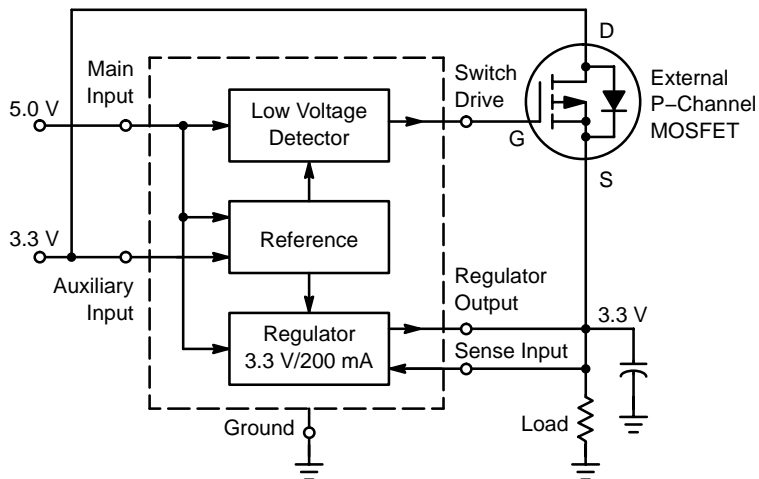 D
Main
Input
Switch
Drive
External
P–Channel
MOSFET
5.0 V
Low Voltage
Detector
G
S
3.3 V
Reference
Auxiliary
Input
Regulator
Output
3.3 V
Regulator
3.3 V/200 mA
Sense Input
Ground
Load